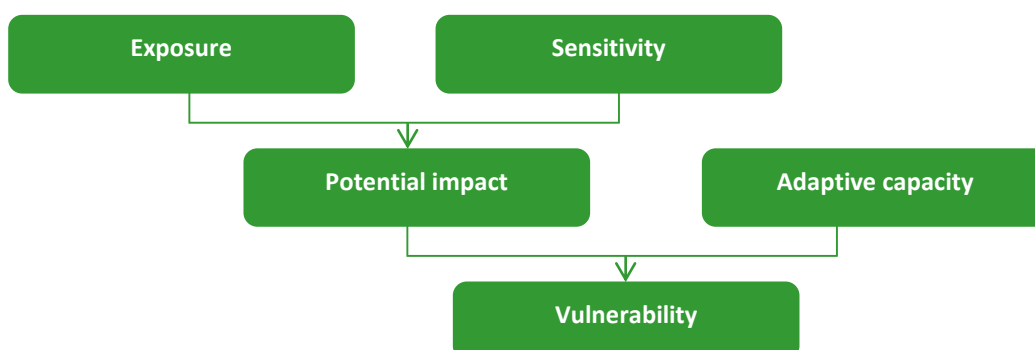 Exposure
Sensitivity
Potential impact
Adaptive capacity
Vulnerability